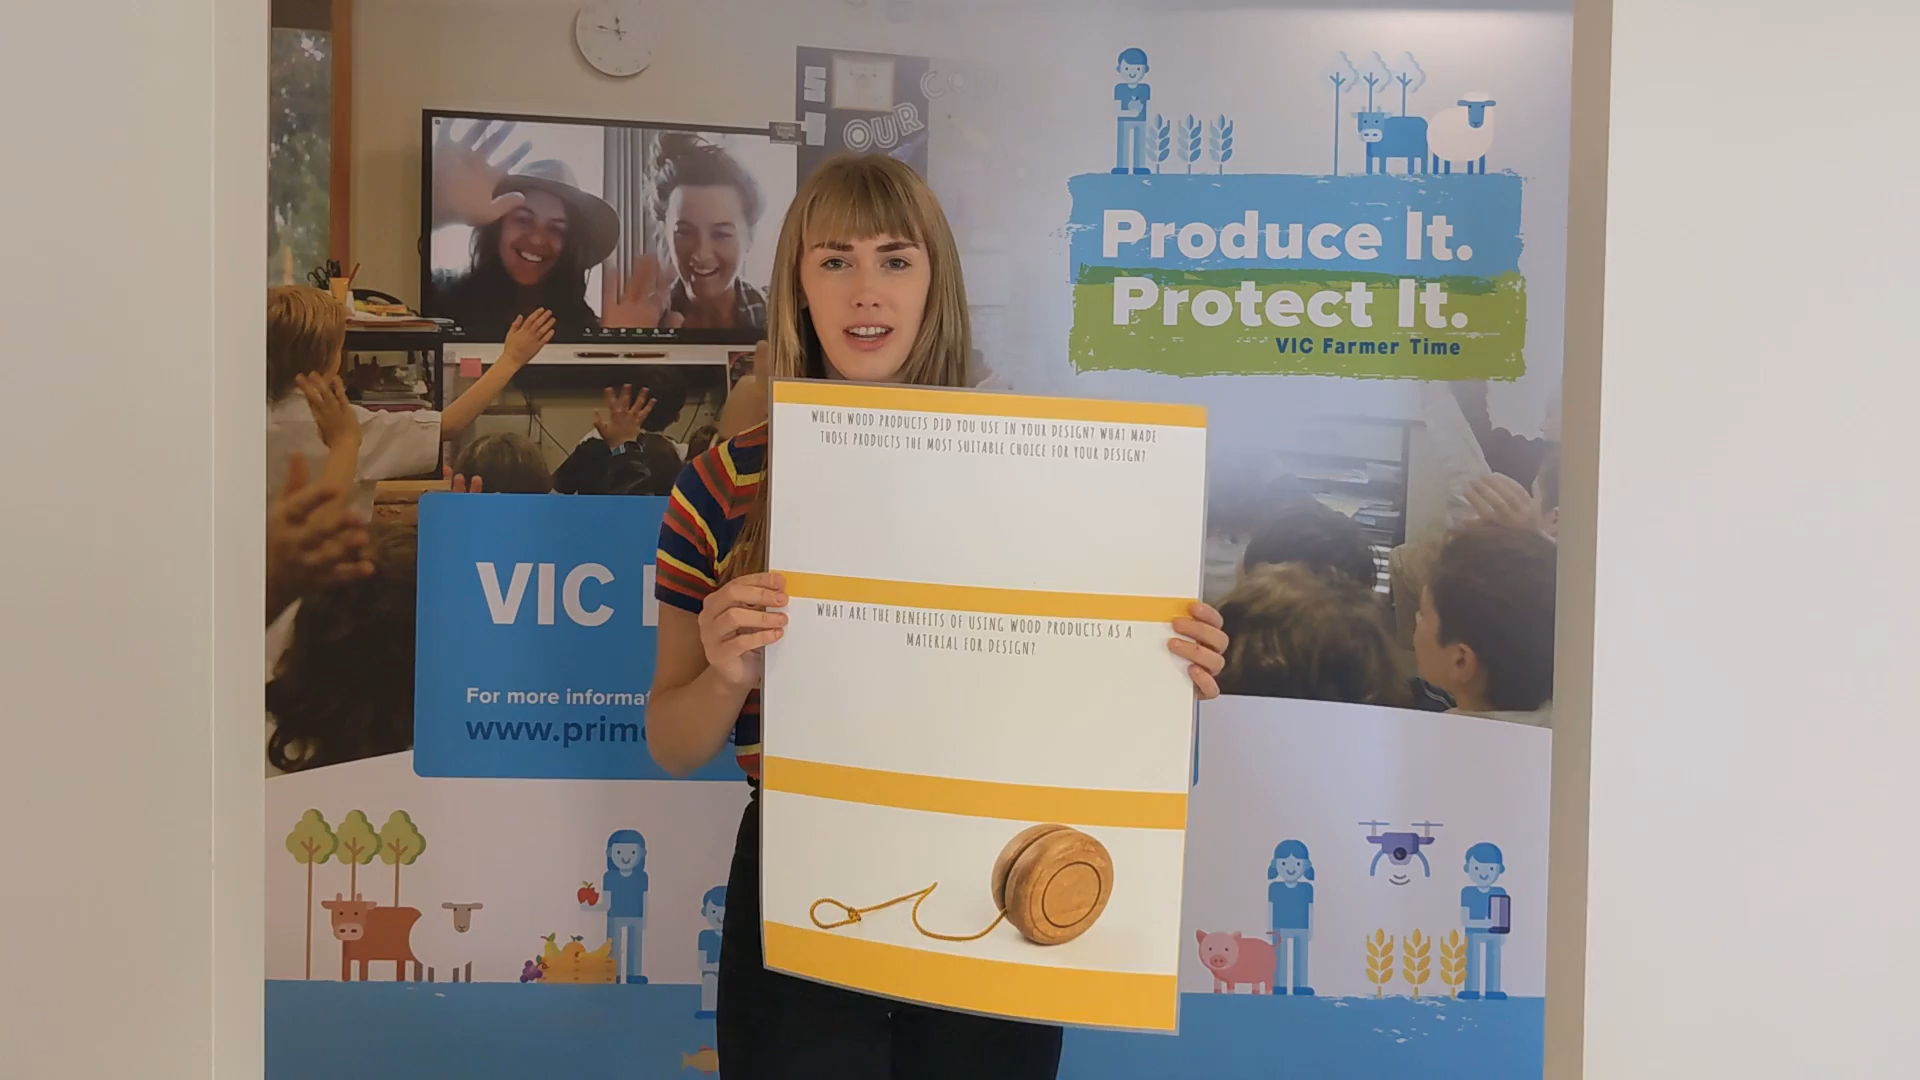 OUR
Produce It.
Protect It.
VIC Farmer Time
WHICH WOOD PRODUCTS DID YOU USE IN YOUR DESIGN? WHAT MADE
THOSE PRODUCTS THE MOST SUITABLE CHOICE FOR YOUR DESIGN?
WHAT ARE THE BENEFITS OF USING WOOD PRODUCTS AS A
MATERIAL FOR DESIGN?
VIC
For more
www.prim